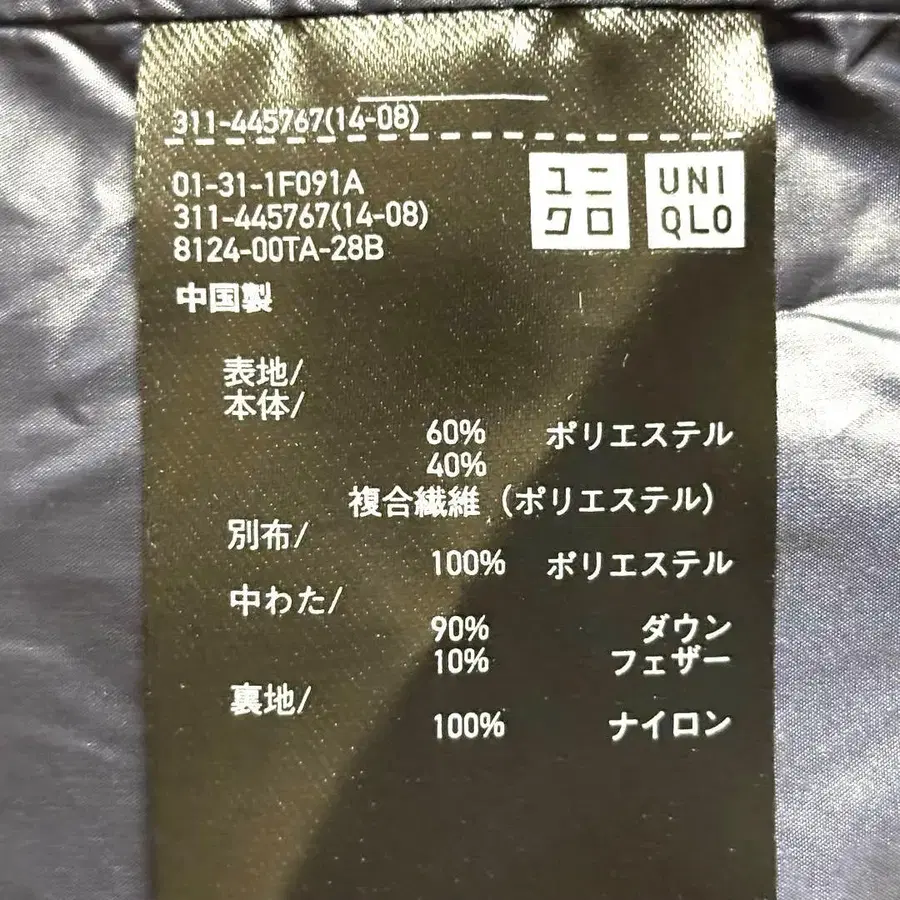 311-445767(14-08)
01-31-1F091A
311-445767(14-08)
8124-00TA-28B
ユニ
クロ
UNI
QLO
中国製
表地/
本体/
60% ポリエステル
40%
複合繊維（ポリエステル）
別布/
100% ポリエステル
中わた/
90% ダウン
10% フェザー
裏地/
100% ナイロン